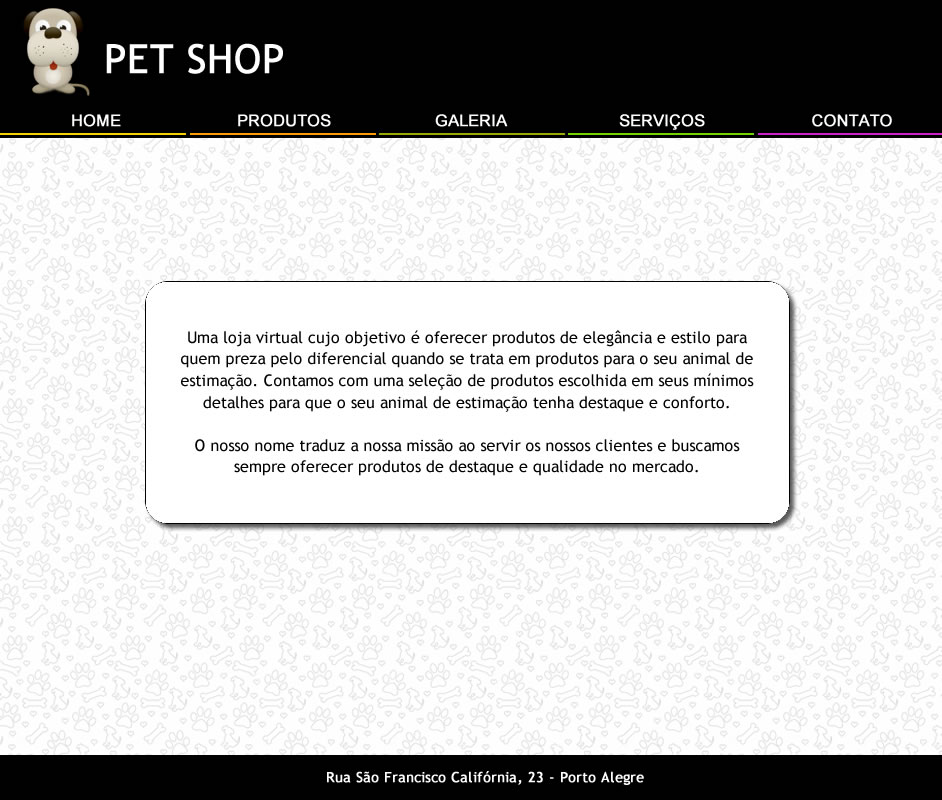 PET SHOP
HOME PRODUTOS GALERIA SERVIÇOS CONTATO
Uma loja virtual cujo objetivo é oferecer produtos de elegância e estilo para
quem preza pelo diferencial quando se trata em produtos para o seu animal de
estimação. Contamos com uma seleção de produtos escolhida em seus mínimos
detalhes para que o seu animal de estimação tenha destaque e conforto.
O nosso nome traduz a nossa missão ao servir os nossos clientes e buscamos
sempre oferecer produtos de destaque e qualidade no mercado.
Rua São Francisco Califórnia, 23 - Porto Alegre